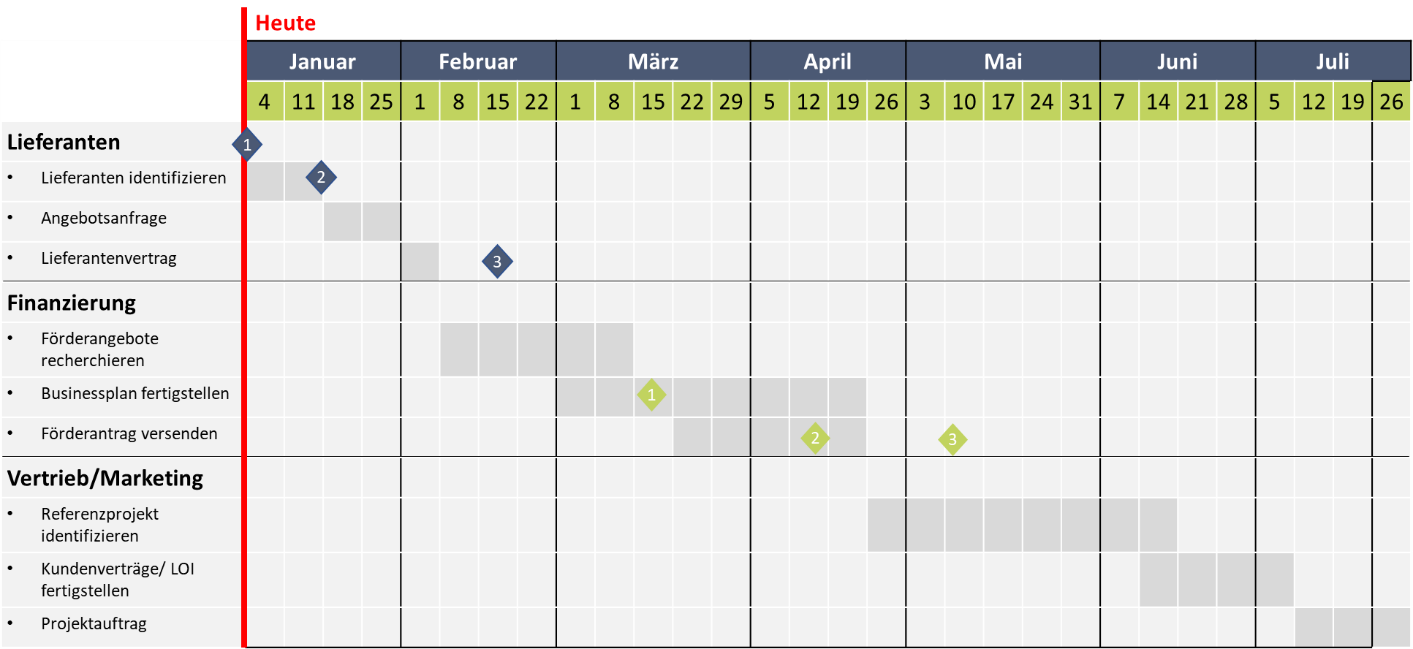 Heute
Januar Februar März April Mai Juni Juli
4 11 18 25 1 8 15 22 1 8 15 22 29 5 12 19 26 3 10 17 24 31 7 14 21 28 5 12 19 26
Lieferanten 1
• Lieferanten identifizieren 2
• Angebotsanfrage
• Lieferantenvertrag 3
Finanzierung
• Förderangebote
recherchieren
• Businessplan fertigstellen 1
• Förderantrag versenden 2 3
Vertrieb/Marketing
• Referenzprojekt
identifizieren
• Kundenverträge/ LOI
fertigstellen
• Projektauftrag